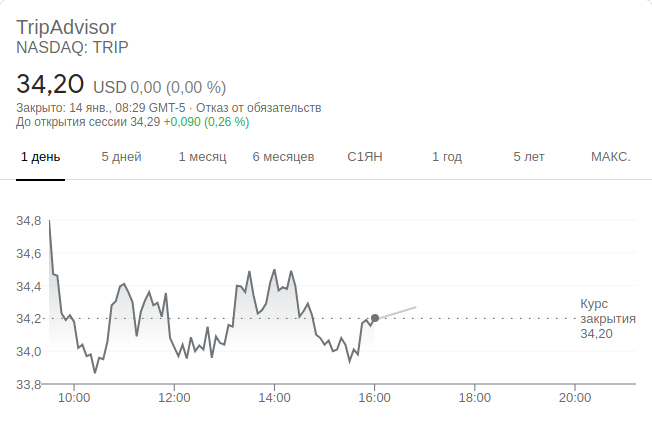 TripAdvisor
NASDAQ: TRIP
34,20 USD 0,00 (0,00 %)
Закрыто: 14 янв., 08:29 GMT-5 · Отказ от обязательств
До открытия сессии 34,29 +0,090 (0,26 %)
1 день 5 дней 1 месяц 6 месяцев С1ЯН 1 год 5 лет МАКС.
34,8
34,6
34,4
34,2
34,0
33,8
Курс
закрытия
34,20
10:00 12:00 14:00 16:00 18:00 20:00